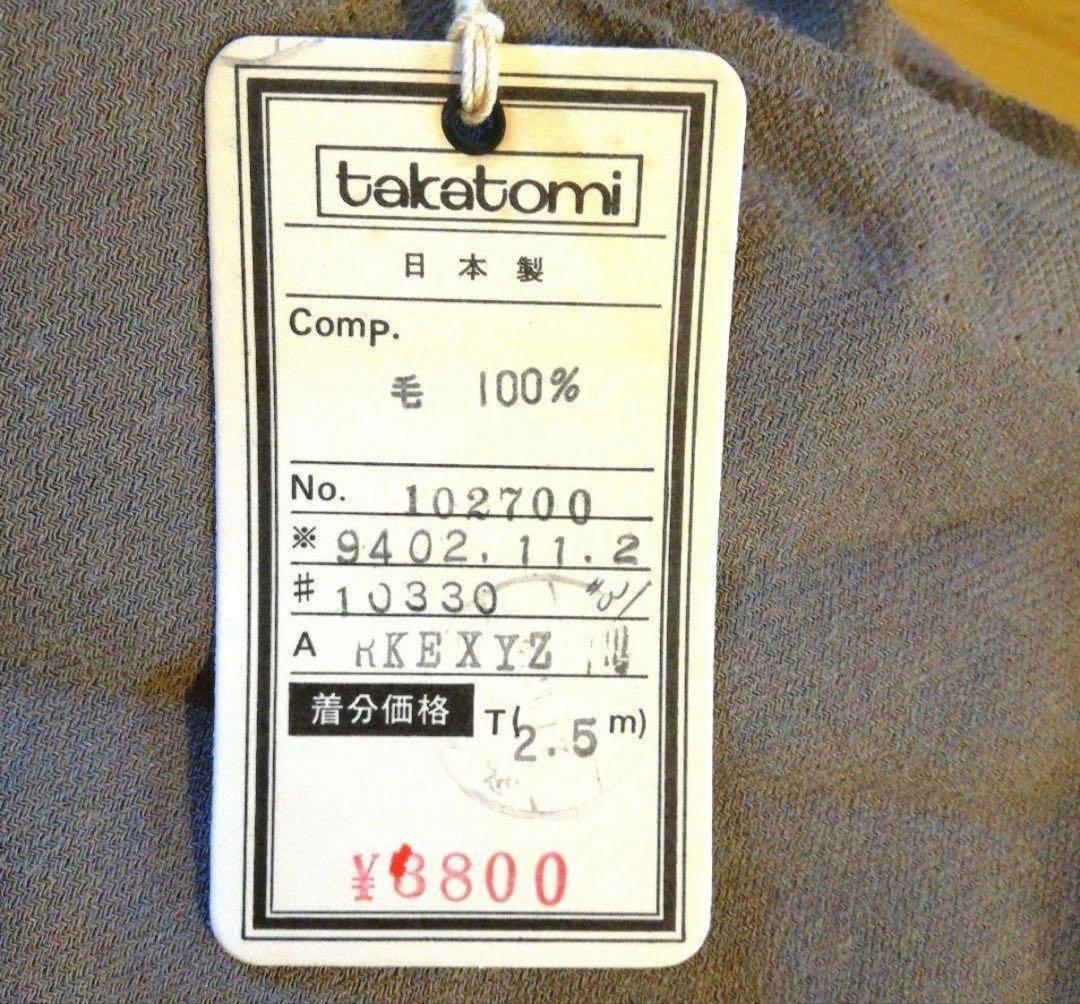 takatomi
日本製
Comp.
毛 100%
No. 102700
※ 9402.11.2
# 10330
A RKEXYZ
着分価格 T(2.5m)
¥8800